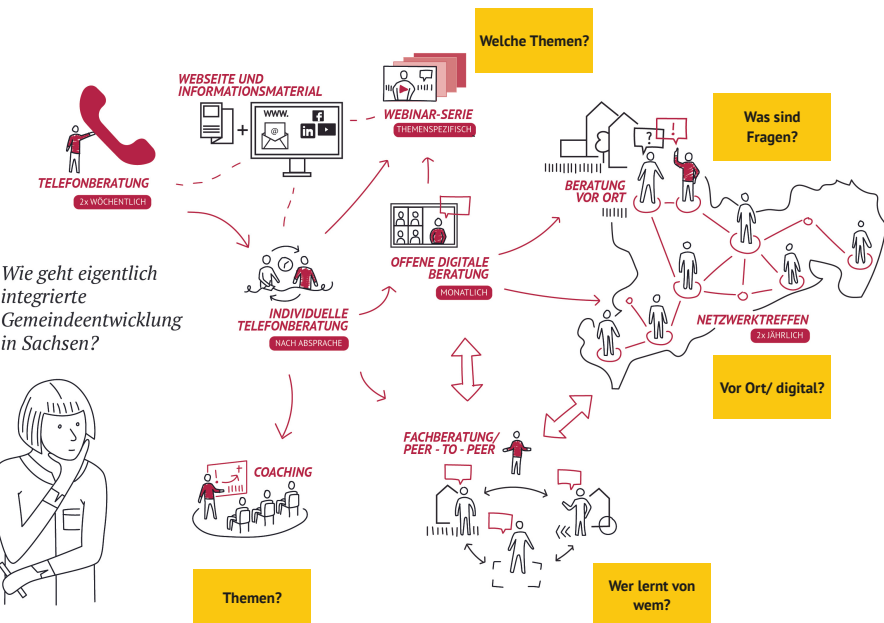 Welche Themen?
WEBSEITE UND
INFORMATIONSMATERIAL
WWW.
@
f
in
+
WEBINAR-SERIE
THEMENSPEZIFISCH
Was sind
Fragen?
?
!
TELEFONBERATUNG
2x WÖCHENTLICH
BERATUNG
VOR ORT
OFFENE DIGITALE
BERATUNG
MONATLICH
Wie geht eigentlich
integrierte
Gemeindeentwicklung
in Sachsen?
INDIVIDUELLE
TELEFONBERATUNG
NACH ABSPRACHE
NETZWERKTREFFEN
2x JÄHRLICH
Vor Ort/ digital?
FACHBERATUNG/
PEER - TO - PEER
COACHING
!
+
Themen?
Wer lernt von
wem?